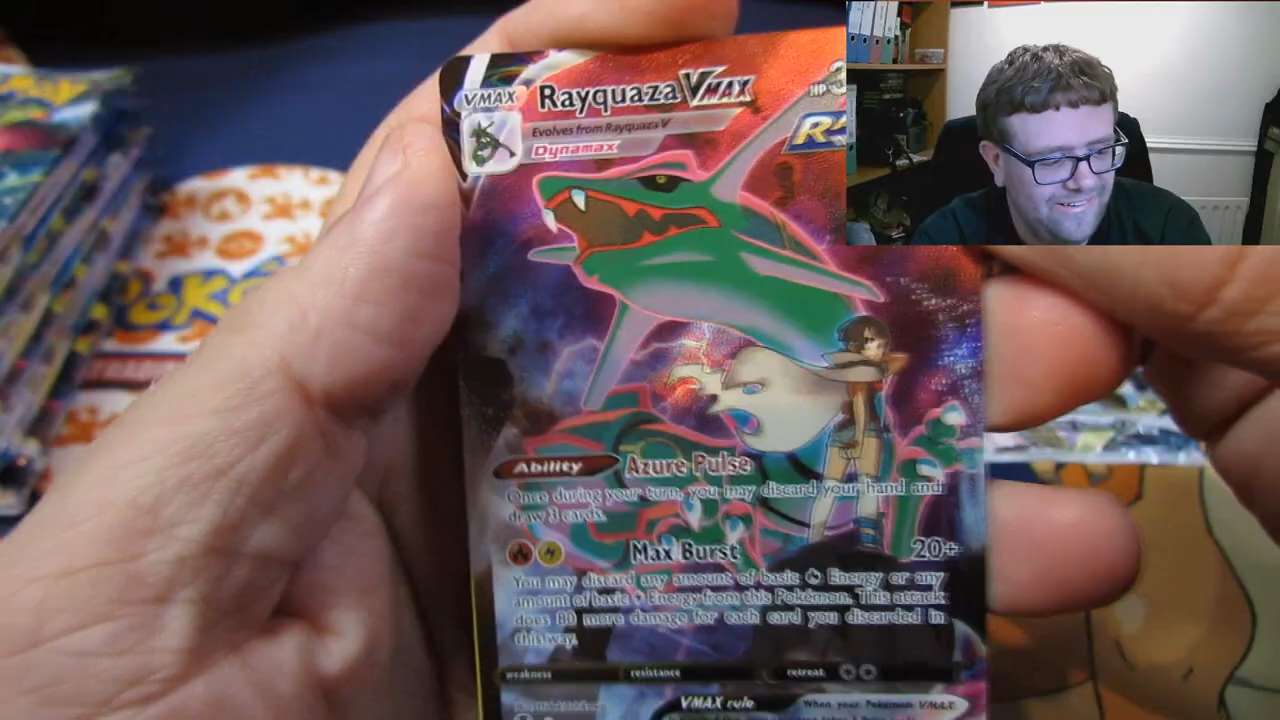 VMAX Rayquaza VMAX HP
Evolves from Rayquaza V
Dynamax
Ability Azure Pulse
Once during your turn, you may discard your hand and
draw 3 cards.
Max Burst 20+
You may discard any amount of basic Energy or any
amount of basic Energy from this Pokémon. This attack
does 80 more damage for each card you discarded in
this way.
weakness resistance retreat
VMAX rule When your Pokémon VMAX